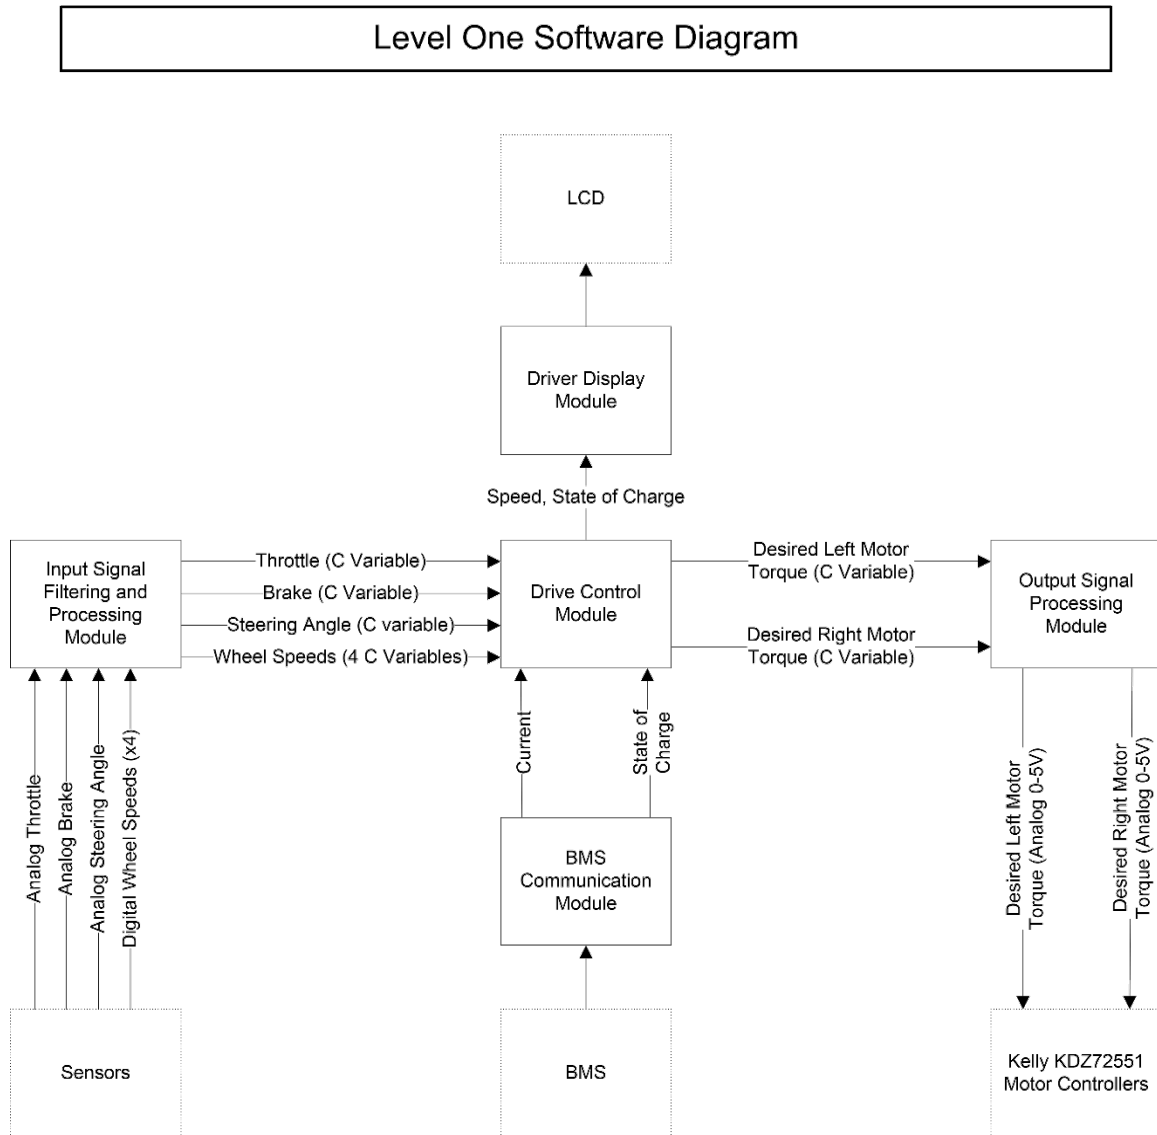 Level One Software Diagram
LCD
Driver Display
Module
Speed, State of Charge
Input Signal
Filtering and
Processing
Module
Throttle (C Variable)
Brake (C Variable)
Steering Angle (C variable)
Wheel Speeds (4 C Variables)
Drive Control
Module
Desired Left Motor
Torque (C Variable)
Desired Right Motor
Torque (C Variable)
Output Signal
Processing
Module
Analog Throttle
Analog Brake
Analog Steering Angle
Digital Wheel Speeds (x4)
Current
State of
Charge
BMS
Communication
Module
Desired Left Motor
Torque (Analog 0-5V)
Desired Right Motor
Torque (Analog 0-5V)
Sensors
BMS
Kelly KDZ72551
Motor Controllers